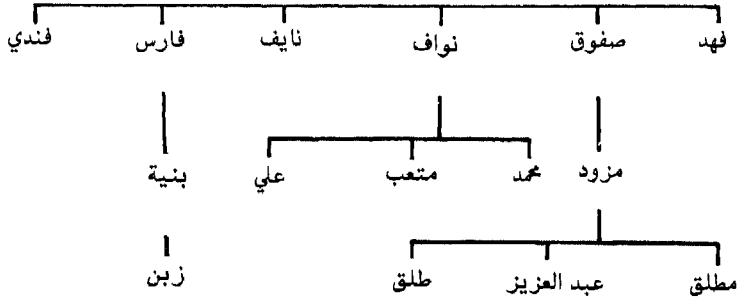 فهد صفوق نواف نايف فارس فندي
مزود محمد متعب علي بنية
مطلق عبد العزيز طلق زبن